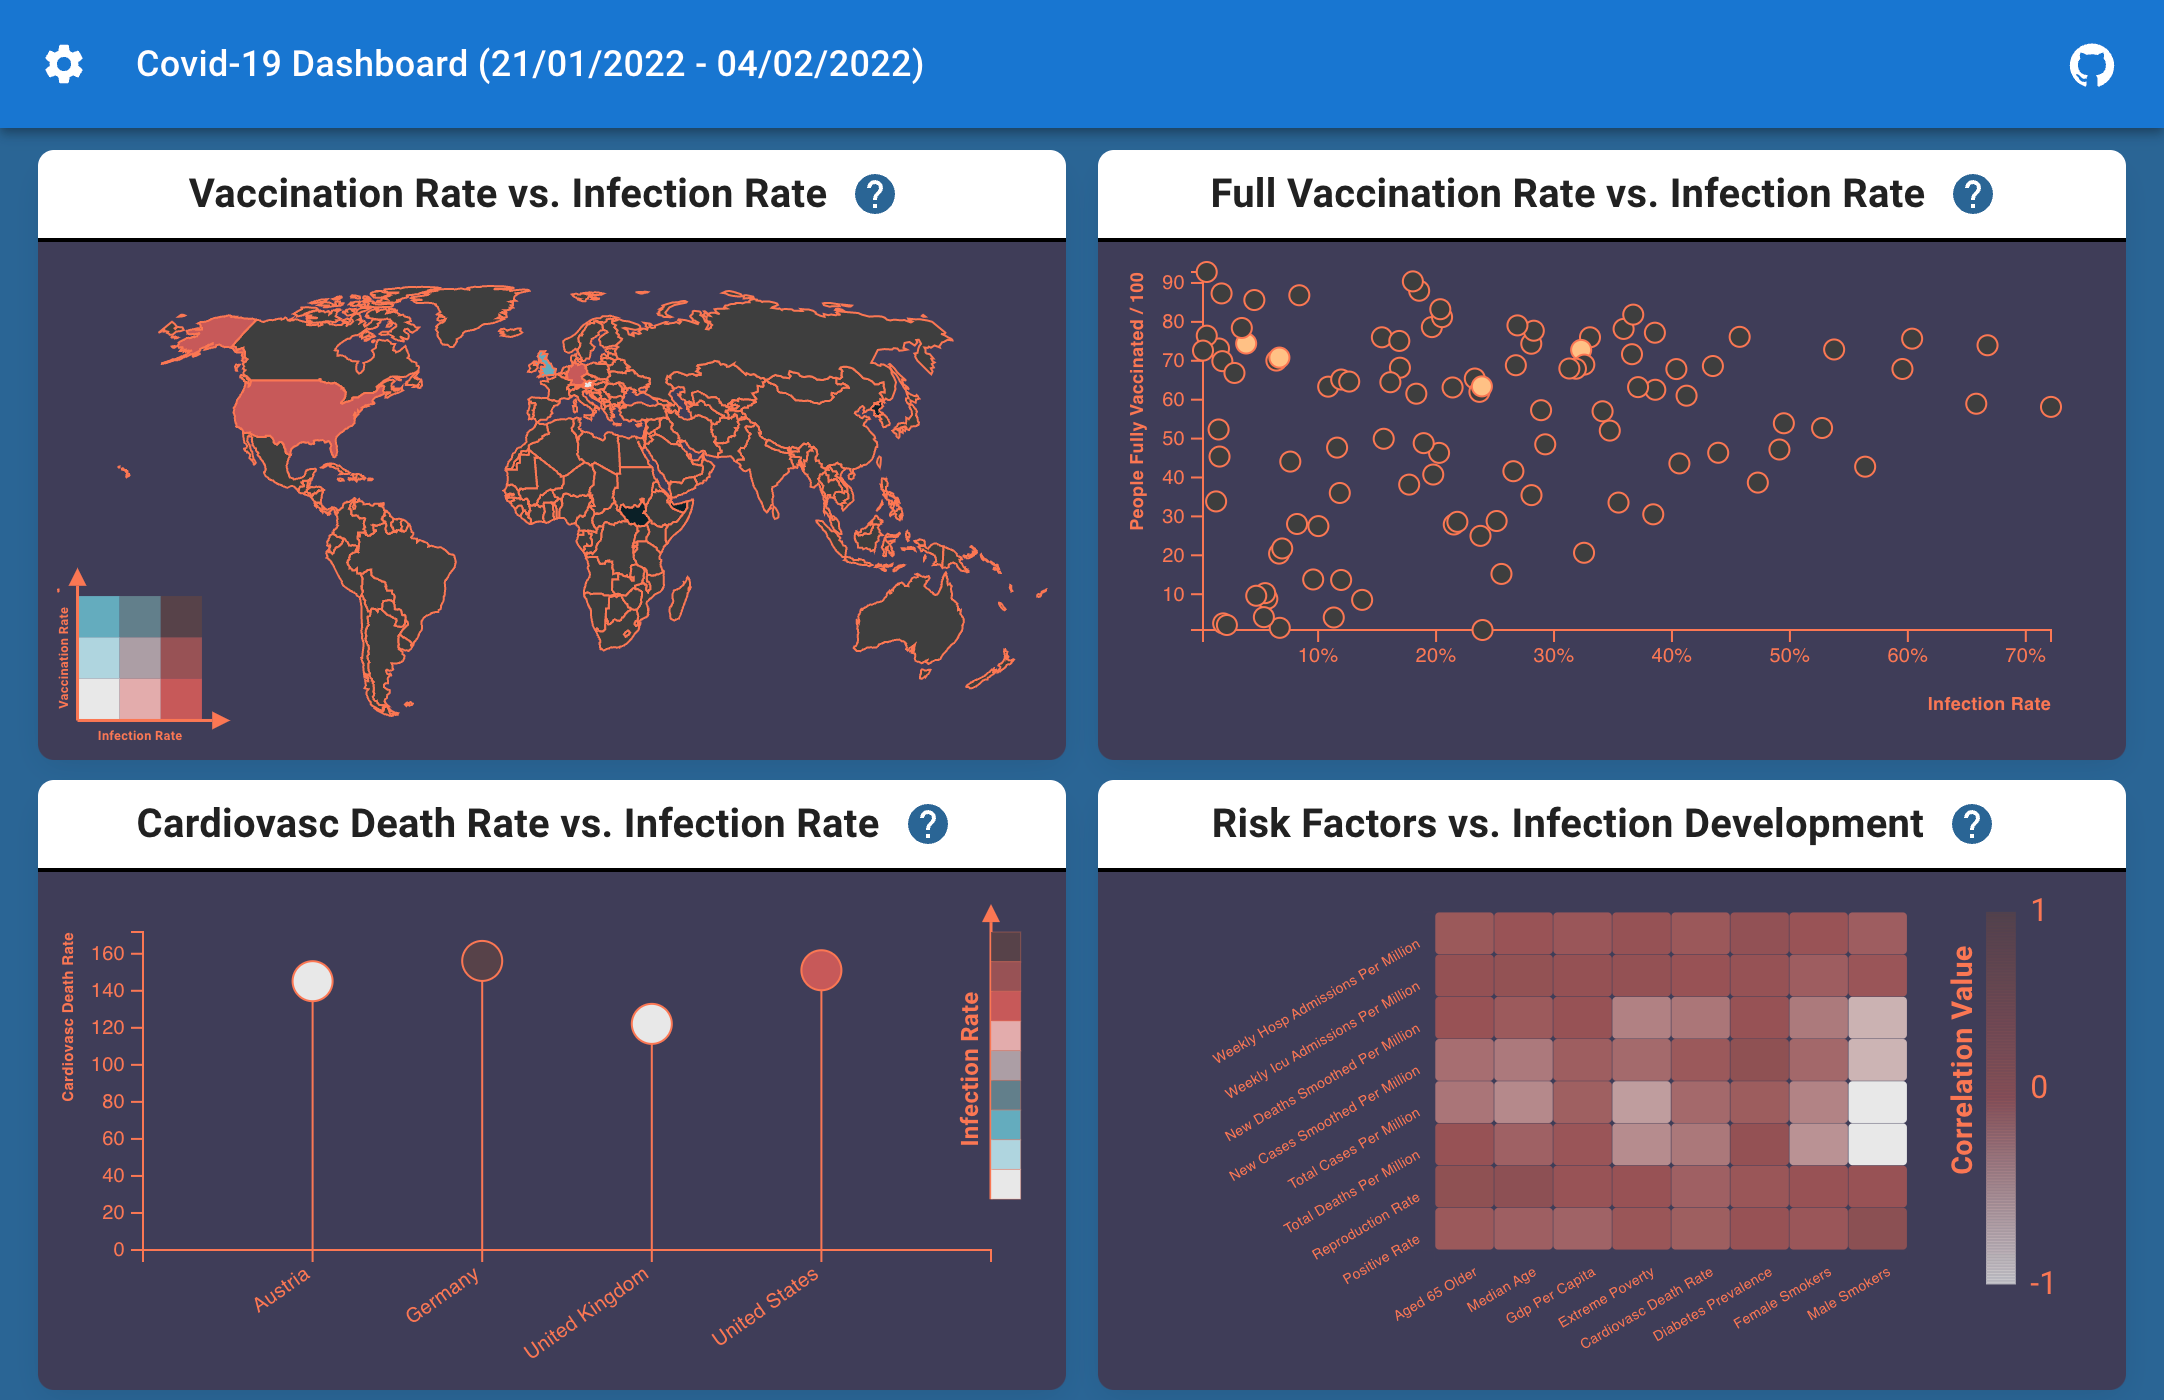 Covid-19 Dashboard (21/01/2022 - 04/02/2022)
Vaccination Rate vs. Infection Rate ?
Vaccination Rate
Infection Rate
Full Vaccination Rate vs. Infection Rate ?
People Fully Vaccinated / 100
90
80
70
60
50
40
30
20
10
10%
20%
30%
40%
50%
60%
70%
Infection Rate
Cardiovasc Death Rate vs. Infection Rate ?
Cardiovasc Death Rate
160
140
120
100
80
60
40
20
0
Austria
Germany
United Kingdom
United States
Infection Rate
Risk Factors vs. Infection Development ?
Weekly Hosp Admissions Per Million
Weekly Icu Admissions Per Million
New Deaths Smoothed Per Million
New Cases Smoothed Per Million
Total Cases Per Million
Total Deaths Per Million
Reproduction Rate
Positive Rate
Aged 65 Older
Median Age
Gdp Per Capita
Extreme Poverty
Cardiovasc Death Rate
Diabetes Prevalence
Female Smokers
Male Smokers
Correlation Value
1
0
-1